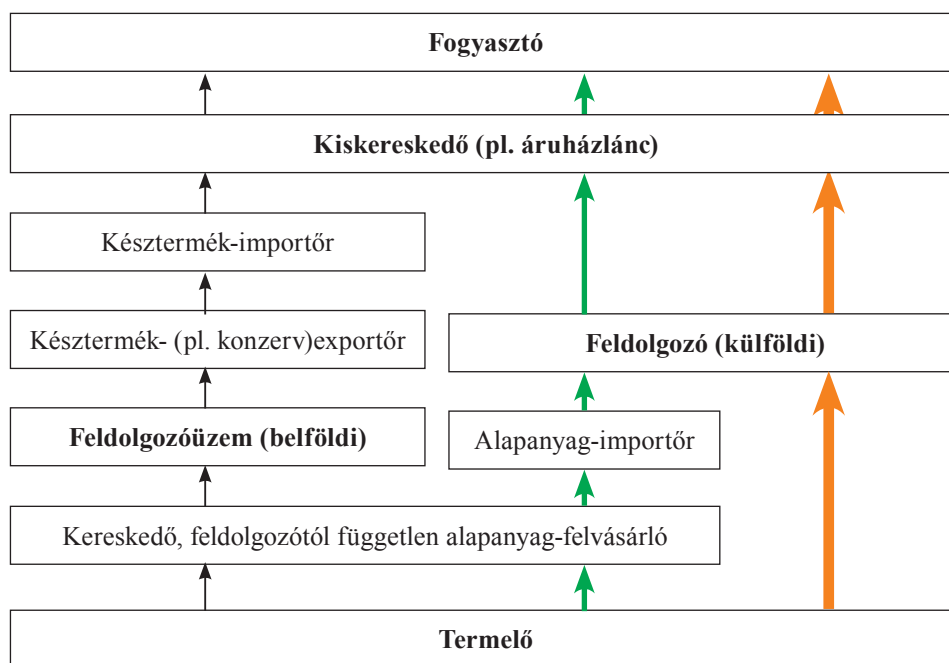 Fogyasztó
Kiskereskedő (pl. áruházlánc)
Késztermék-importőr
Késztermék- (pl. konzerv)exportőr
Feldolgozó (külföldi)
Feldolgozóüzem (belföldi)
Alapanyag-importőr
Kereskedő, feldolgozótól független alapanyag-felvásárló
Termelő